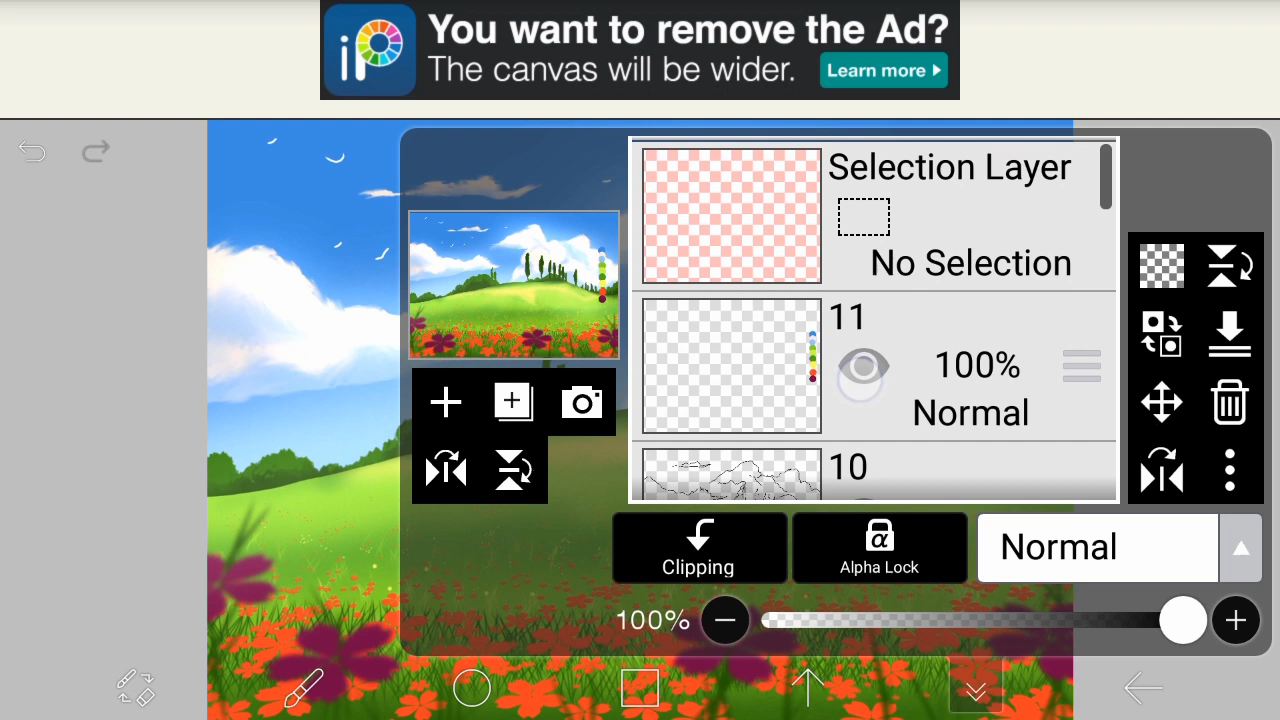 iP
You want to remove the Ad?
The canvas will be wider.
Learn more
Selection Layer
No Selection
11
100%
Normal
10
Clipping
α
Alpha Lock
Normal
100%